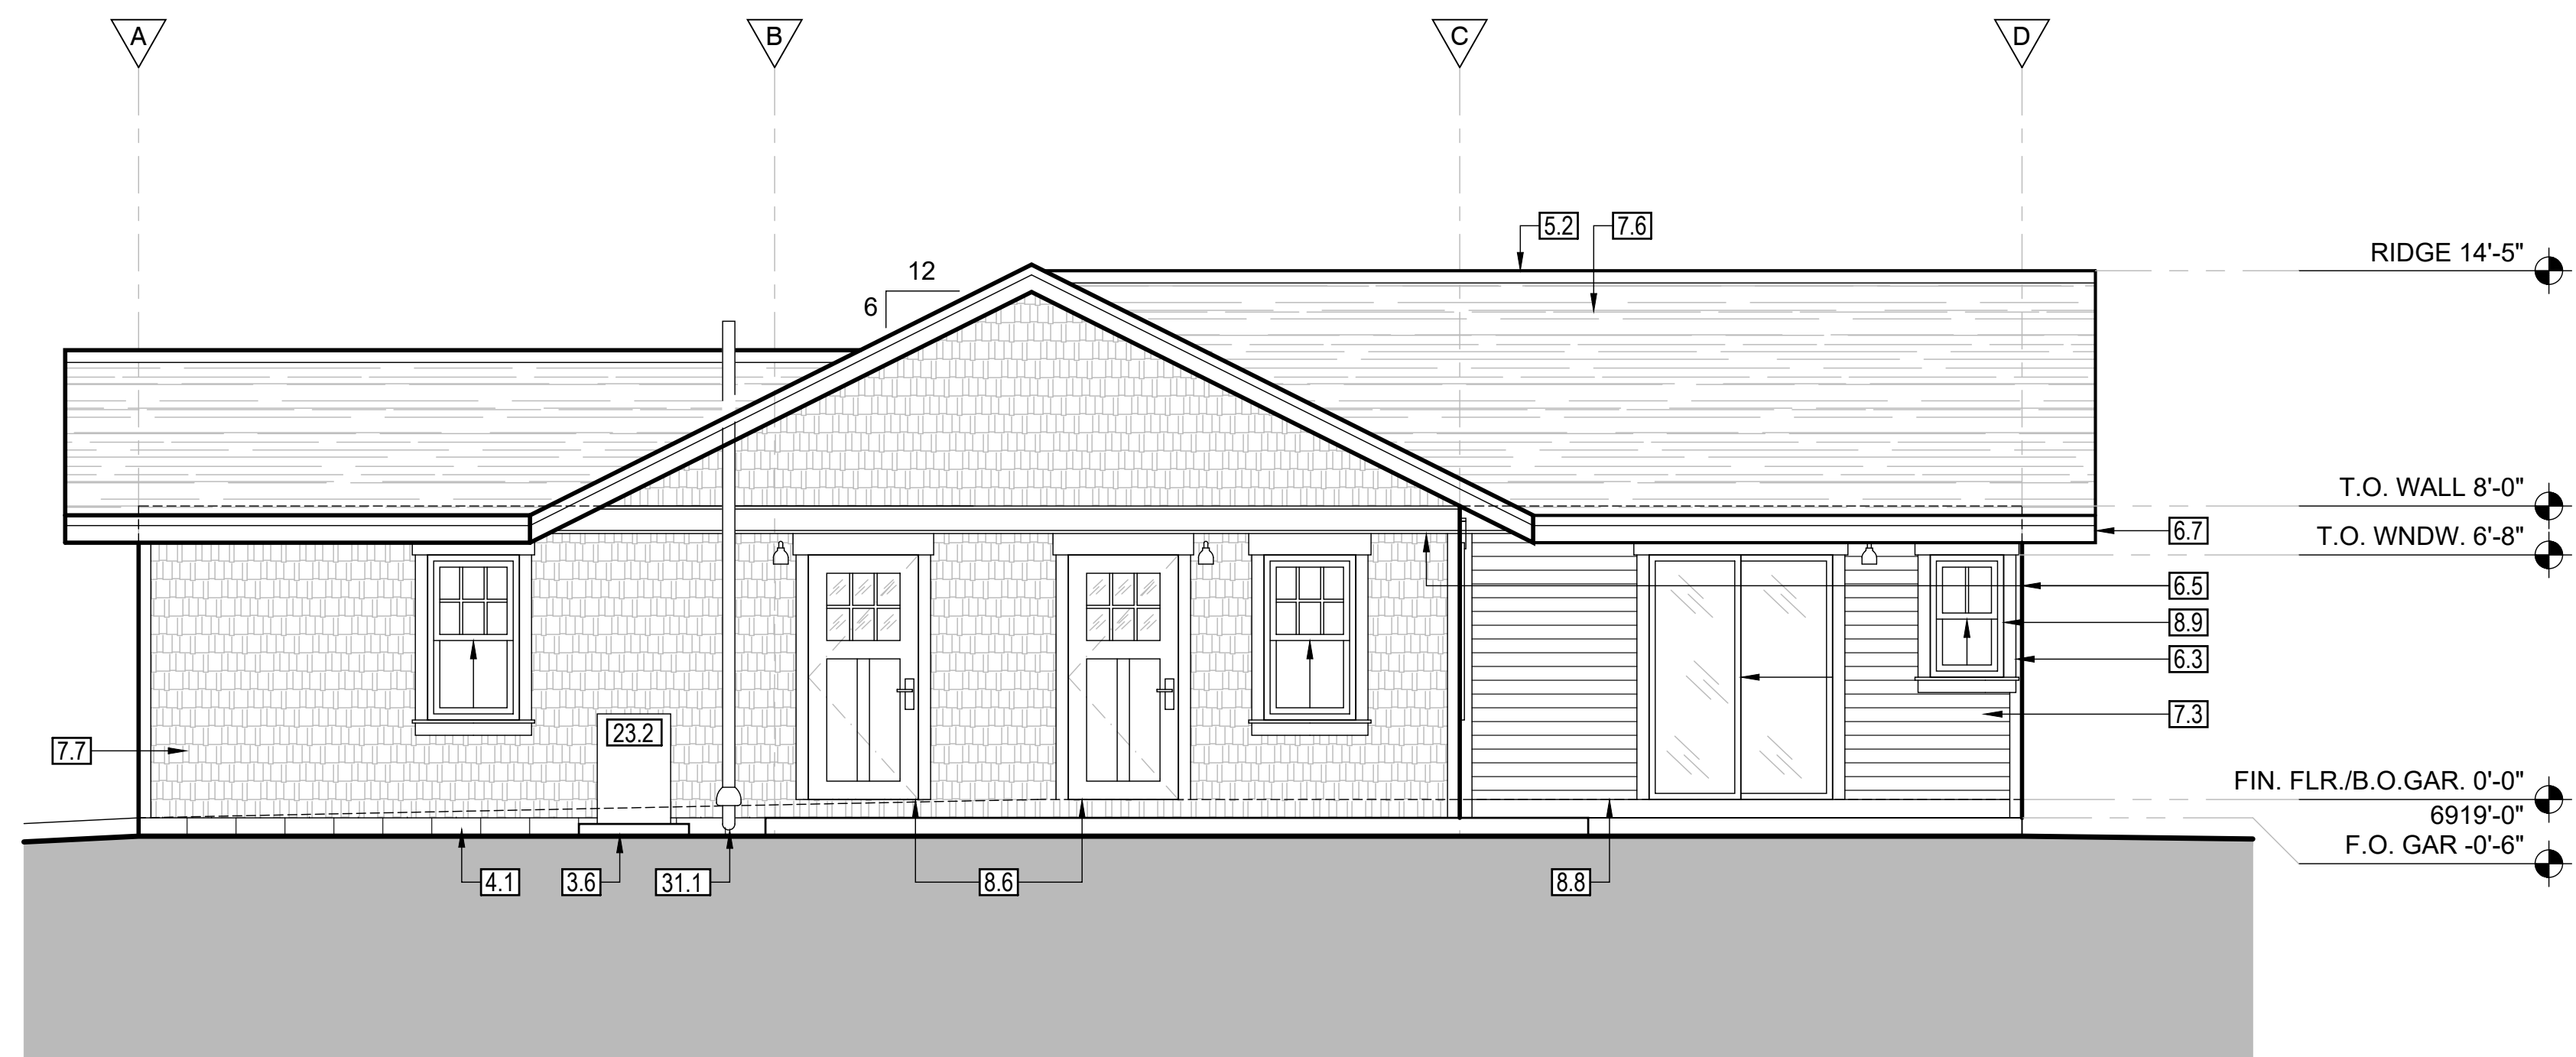 A
B
C
D
5.2
7.6
RIDGE 14'-5"
12
6
T.O. WALL 8'-0"
6.7
T.O. WNDW. 6'-8"
6.5
8.9
6.3
23.2
7.3
7.7
FIN. FLR./B.O.GAR. 0'-0"
6919'-0"
F.O. GAR -0'-6"
4.1
3.6
31.1
8.6
8.8